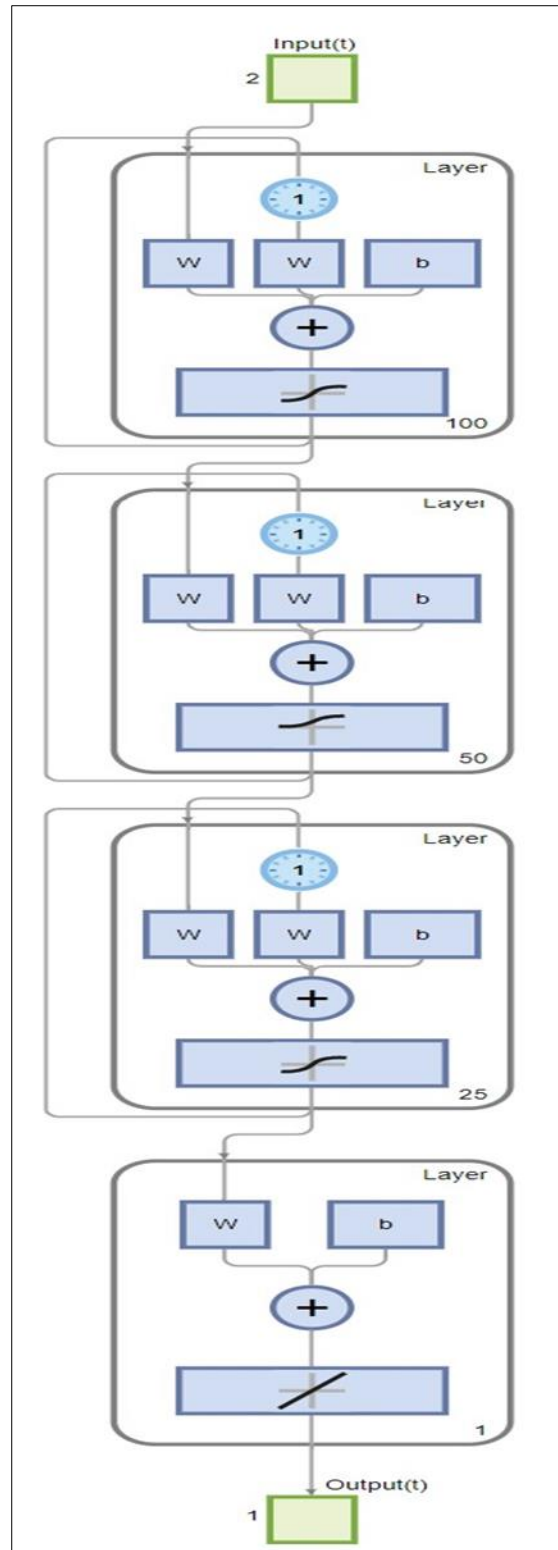 Input(t)
2
Layer
1
W W b
+
100
Layer
1
W W b
+
50
Layer
1
W W b
+
25
Layer
W b
+
1
Output(t)
1